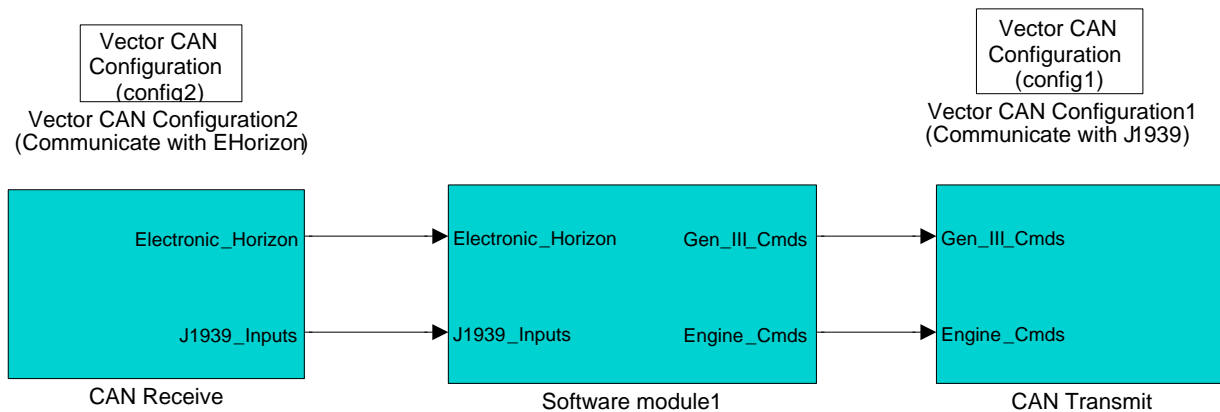 Vector CAN
Configuration
(config2)
Vector CAN Configuration2
(Communicate with EHorizon)
Vector CAN
Configuration
(config1)
Vector CAN Configuration1
(Communicate with J1939)
Electronic_Horizon
J1939_Inputs
CAN Receive
Electronic_Horizon
J1939_Inputs
Gen_III_Cmds
Engine_Cmds
Software module1
Gen_III_Cmds
Engine_Cmds
CAN Transmit